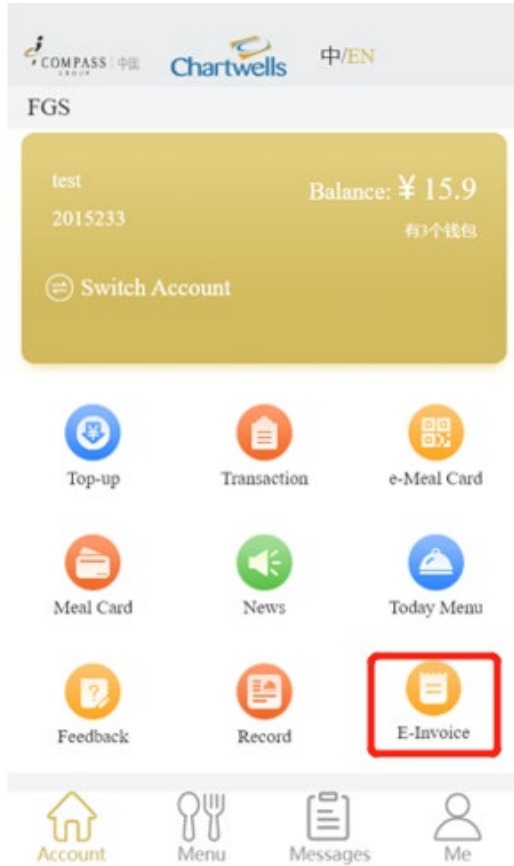 COMPASS 中国
GROUP
Chartwells
中/EN
FGS
test
2015233
Balance: ¥ 15.9
有3个钱包
Switch Account
Top-up
Transaction
e-Meal Card
Meal Card
News
Today Menu
Feedback
Record
E-Invoice
Account
Menu
Messages
Me